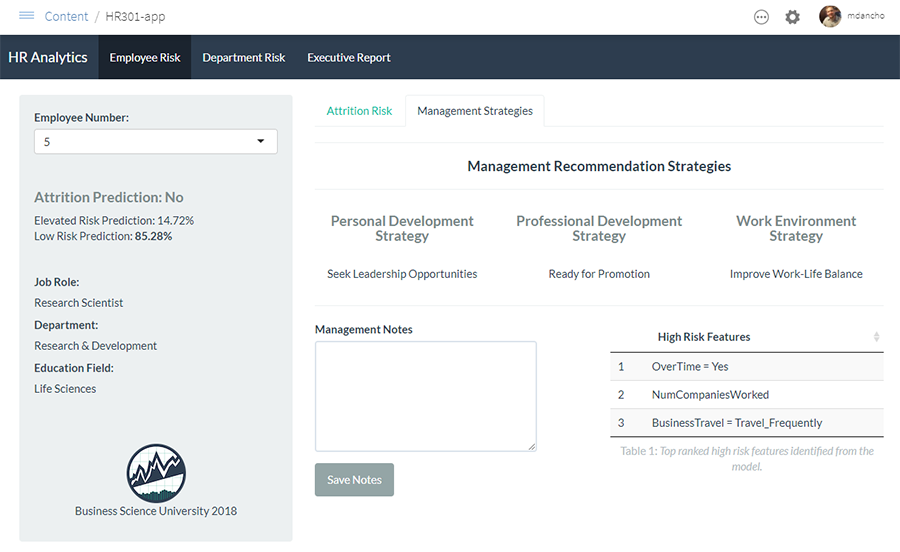 Content / HR301-app
mdancho
HR Analytics
Employee Risk
Department Risk
Executive Report
Employee Number:
5
Attrition Prediction: No
Elevated Risk Prediction: 14.72%
Low Risk Prediction: 85.28%
Job Role:
Research Scientist
Department:
Research & Development
Education Field:
Life Sciences
Business Science University 2018
Attrition Risk
Management Strategies
Management Recommendation Strategies
Personal Development
Strategy
Seek Leadership Opportunities
Professional Development
Strategy
Ready for Promotion
Work Environment
Strategy
Improve Work-Life Balance
Management Notes
Save Notes
High Risk Features
1 OverTime = Yes
2 NumCompaniesWorked
3 BusinessTravel = Travel_Frequently
Table 1: Top ranked high risk features identified from the
model.